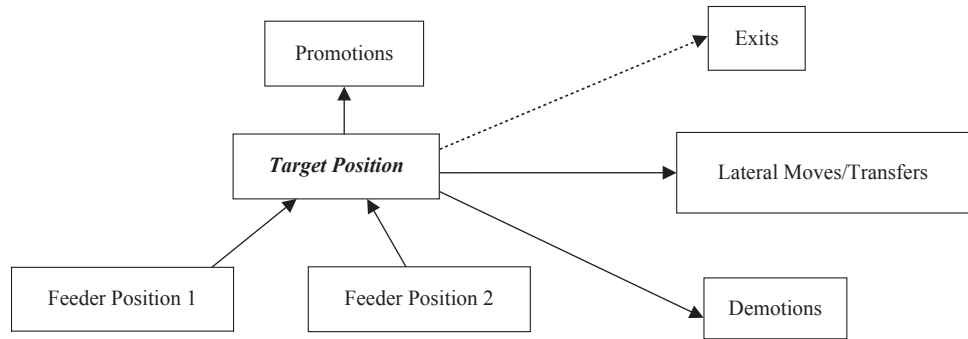 Promotions
Exits
Target Position
Lateral Moves/Transfers
Feeder Position 1
Feeder Position 2
Demotions